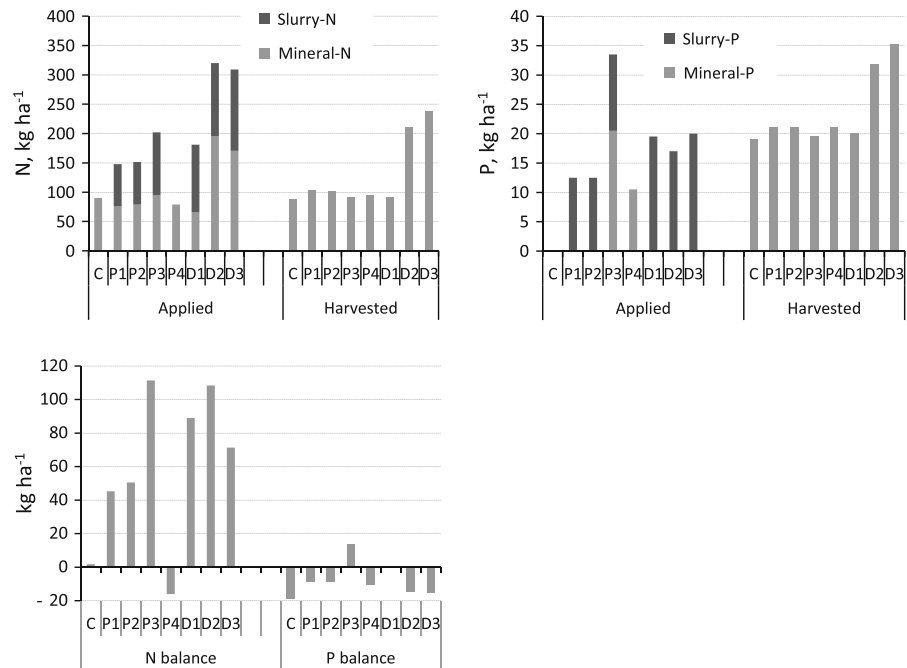 400
350
300
250
200
150
100
50
0
N, kg ha-1
Slurry-N
Mineral-N
C P1 P2 P3 P4 D1 D2 D3 C P1 P2 P3 P4 D1 D2 D3
Applied Harvested
40
35
30
25
20
15
10
5
0
P, kg ha-1
Slurry-P
Mineral-P
C P1 P2 P3 P4 D1 D2 D3 C P1 P2 P3 P4 D1 D2 D3
Applied Harvested
120
100
80
60
40
20
0
- 20
kg ha-1
C P1 P2 P3 P4 D1 D2 D3 C P1 P2 P3 P4 D1 D2 D3
N balance P balance